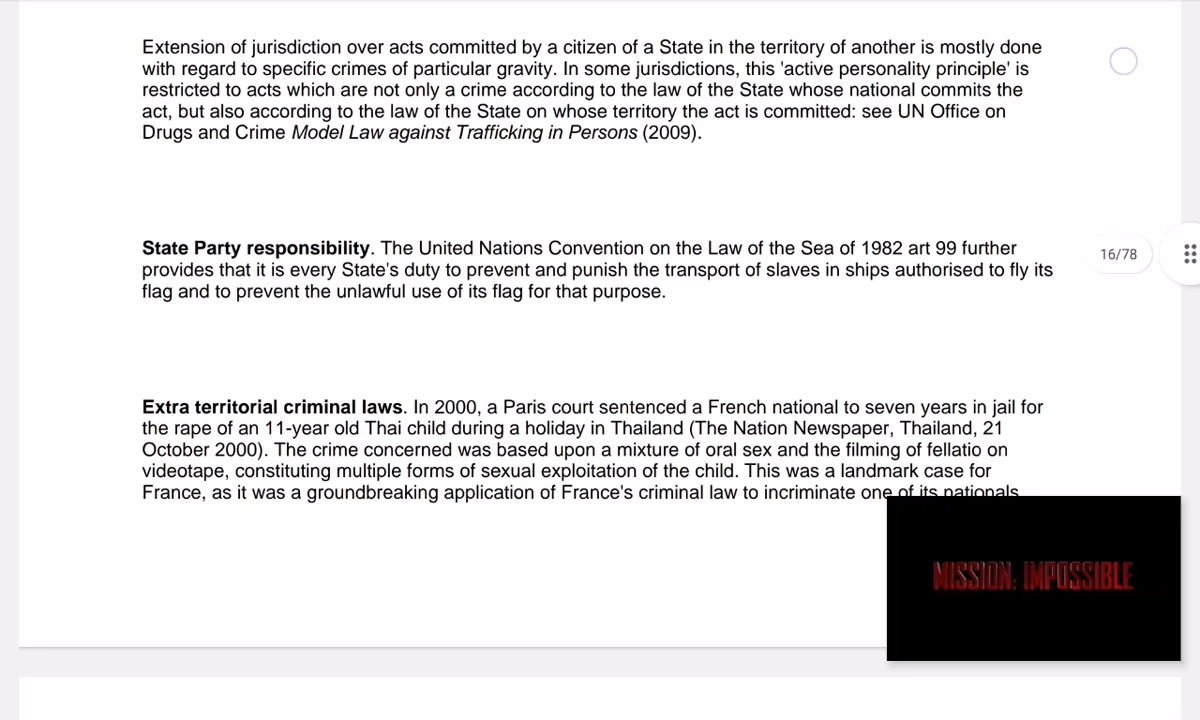 Extension of jurisdiction over acts committed by a citizen of a State in the territory of another is mostly done
with regard to specific crimes of particular gravity. In some jurisdictions, this 'active personality principle' is
restricted to acts which are not only a crime according to the law of the State whose national commits the
act, but also according to the law of the State on whose territory the act is committed: see UN Office on
Drugs and Crime Model Law against Trafficking in Persons (2009).
State Party responsibility. The United Nations Convention on the Law of the Sea of 1982 art 99 further
provides that it is every State's duty to prevent and punish the transport of slaves in ships authorised to fly its
flag and to prevent the unlawful use of its flag for that purpose.
16/78
Extra territorial criminal laws. In 2000, a Paris court sentenced a French national to seven years in jail for
the rape of an 11-year old Thai child during a holiday in Thailand (The Nation Newspaper, Thailand, 21
October 2000). The crime concerned was based upon a mixture of oral sex and the filming of fellatio on
videotape, constituting multiple forms of sexual exploitation of the child. This was a landmark case for
France, as it was a groundbreaking application of France's criminal law to incriminate one of its nationals
MISSION: IMPOSSIBLE